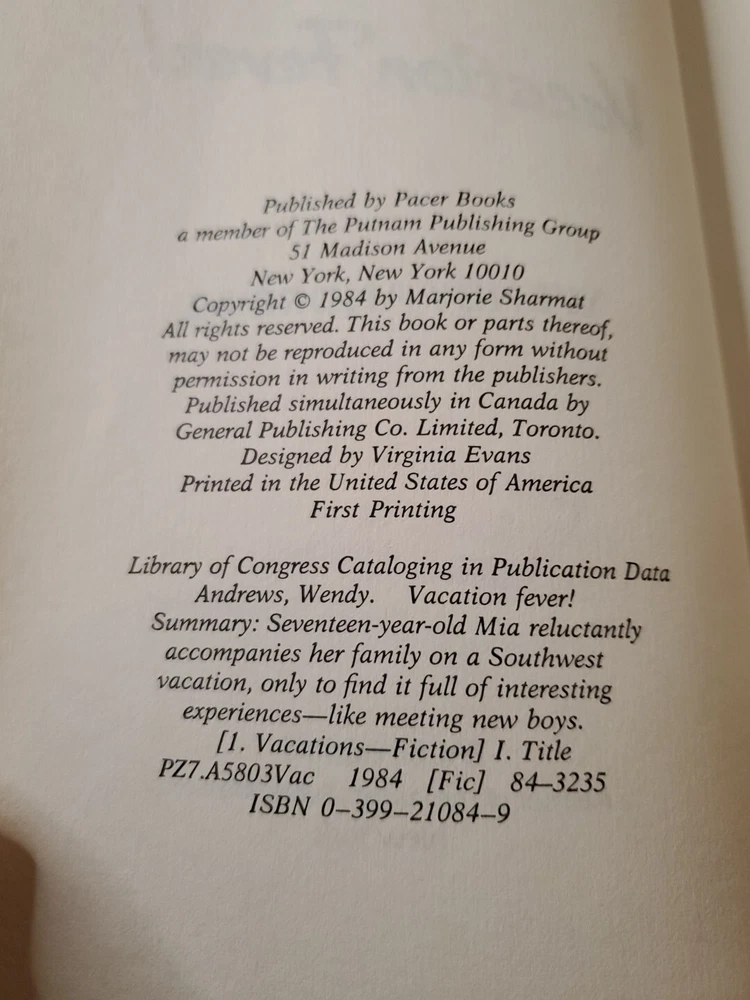 Published by Pacer Books
a member of The Putnam Publishing Group
51 Madison Avenue
New York, New York 10010
Copyright © 1984 by Marjorie Sharmat
All rights reserved. This book or parts thereof,
may not be reproduced in any form without
permission in writing from the publishers.
Published simultaneously in Canada by
General Publishing Co. Limited, Toronto.
Designed by Virginia Evans
Printed in the United States of America
First Printing
Library of Congress Cataloging in Publication Data
Andrews, Wendy. Vacation fever!
Summary: Seventeen-year-old Mia reluctantly
accompanies her family on a Southwest
vacation, only to find it full of interesting
experiences—like meeting new boys.
[1. Vacations—Fiction] I. Title
PZ7.A5803Vac 1984 [Fic] 84–3235
ISBN 0–399–21084–9